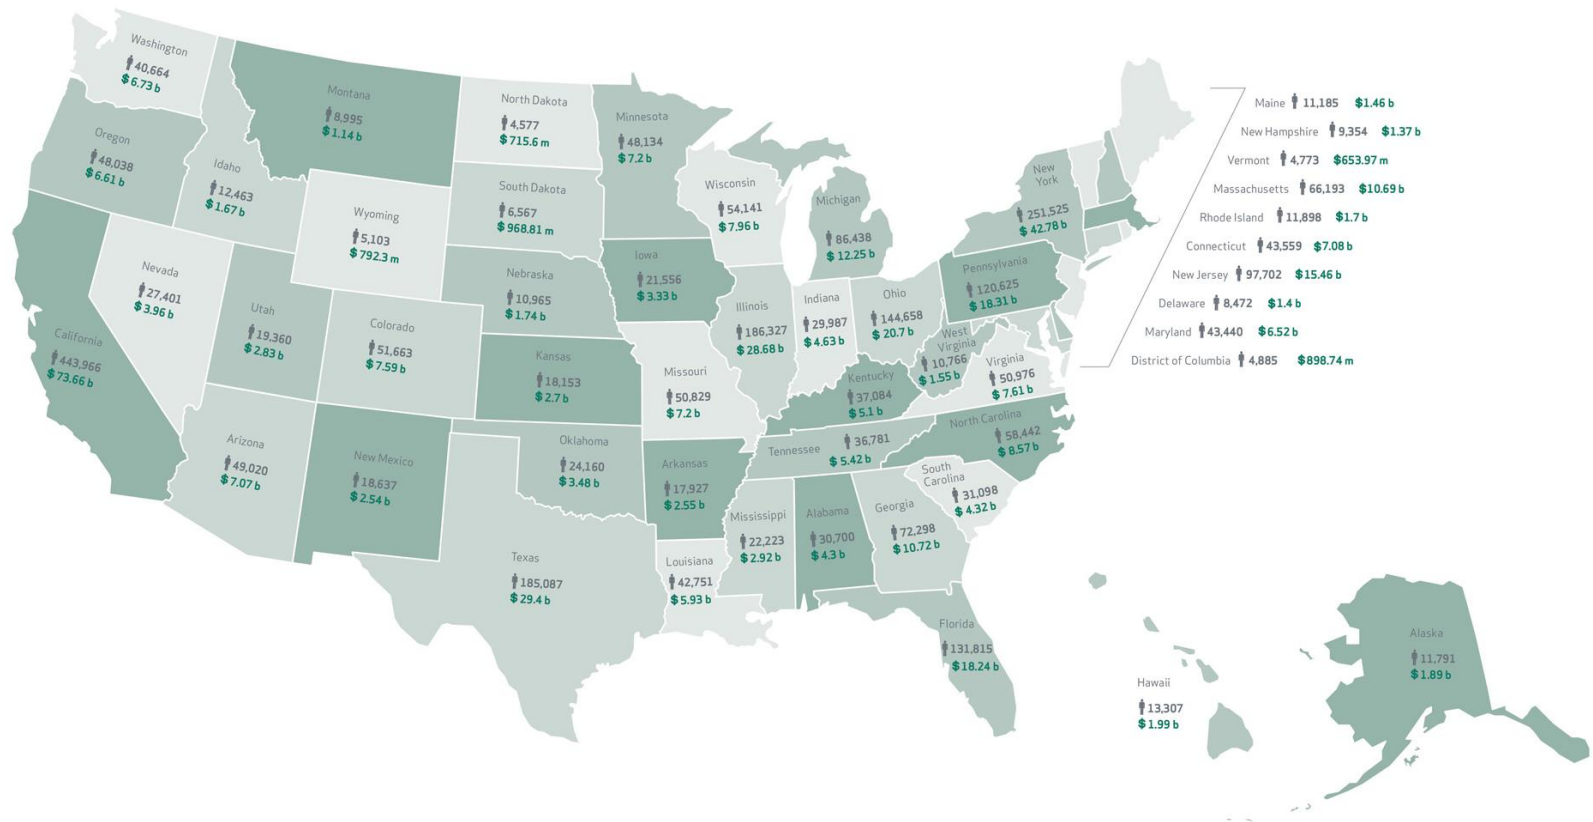 Washington
40,664
$6.73 b
Oregon
48,038
$6.61 b
Idaho
12,463
$1.67 b
Montana
8,995
$1.14 b
Wyoming
5,103
$792.3 m
North Dakota
4,577
$715.6 m
South Dakota
6,567
$968.81 m
Minnesota
48,134
$7.2 b
Wisconsin
54,141
$7.96 b
Michigan
86,438
$12.25 b
New
York
251,525
$42.78 b
Maine 11,185 $1.46 b
New Hampshire 9,354 $1.37 b
Vermont 4,773 $653.97 m
Massachusetts 66,193 $10.69 b
Rhode Island 11,898 $1.7 b
Connecticut 43,559 $7.08 b
New Jersey 97,702 $15.46 b
Delaware 8,472 $1.4 b
Maryland 43,440 $6.52 b
District of Columbia 4,885 $898.74 m
California
443,966
$73.66 b
Nevada
27,401
$3.96 b
Utah
19,360
$2.83 b
Colorado
51,663
$7.59 b
Nebraska
10,965
$1.74 b
Iowa
21,556
$3.33 b
Kansas
18,153
$2.7 b
Missouri
50,829
$7.2 b
Illinois
186,327
$28.68 b
Indiana
29,987
$4.63 b
Ohio
144,658
$20.7 b
Pennsylvania
120,625
$18.31 b
West
Virginia
10,766
$1.55 b
Virginia
50,976
$7.61 b
Kentucky
37,084
$5.1 b
Tennessee
36,781
$5.42 b
North Carolina
58,442
$8.57 b
South
Carolina
31,098
$4.32 b
Arizona
49,020
$7.07 b
New Mexico
18,637
$2.54 b
Oklahoma
24,160
$3.48 b
Arkansas
17,927
$2.55 b
Texas
185,087
$29.4 b
Louisiana
42,751
$5.93 b
Mississippi
22,223
$2.92 b
Alabama
30,700
$4.3 b
Georgia
72,298
$10.72 b
Florida
131,815
$18.24 b
Hawaii
13,307
$1.99 b
Alaska
11,791
$1.89 b